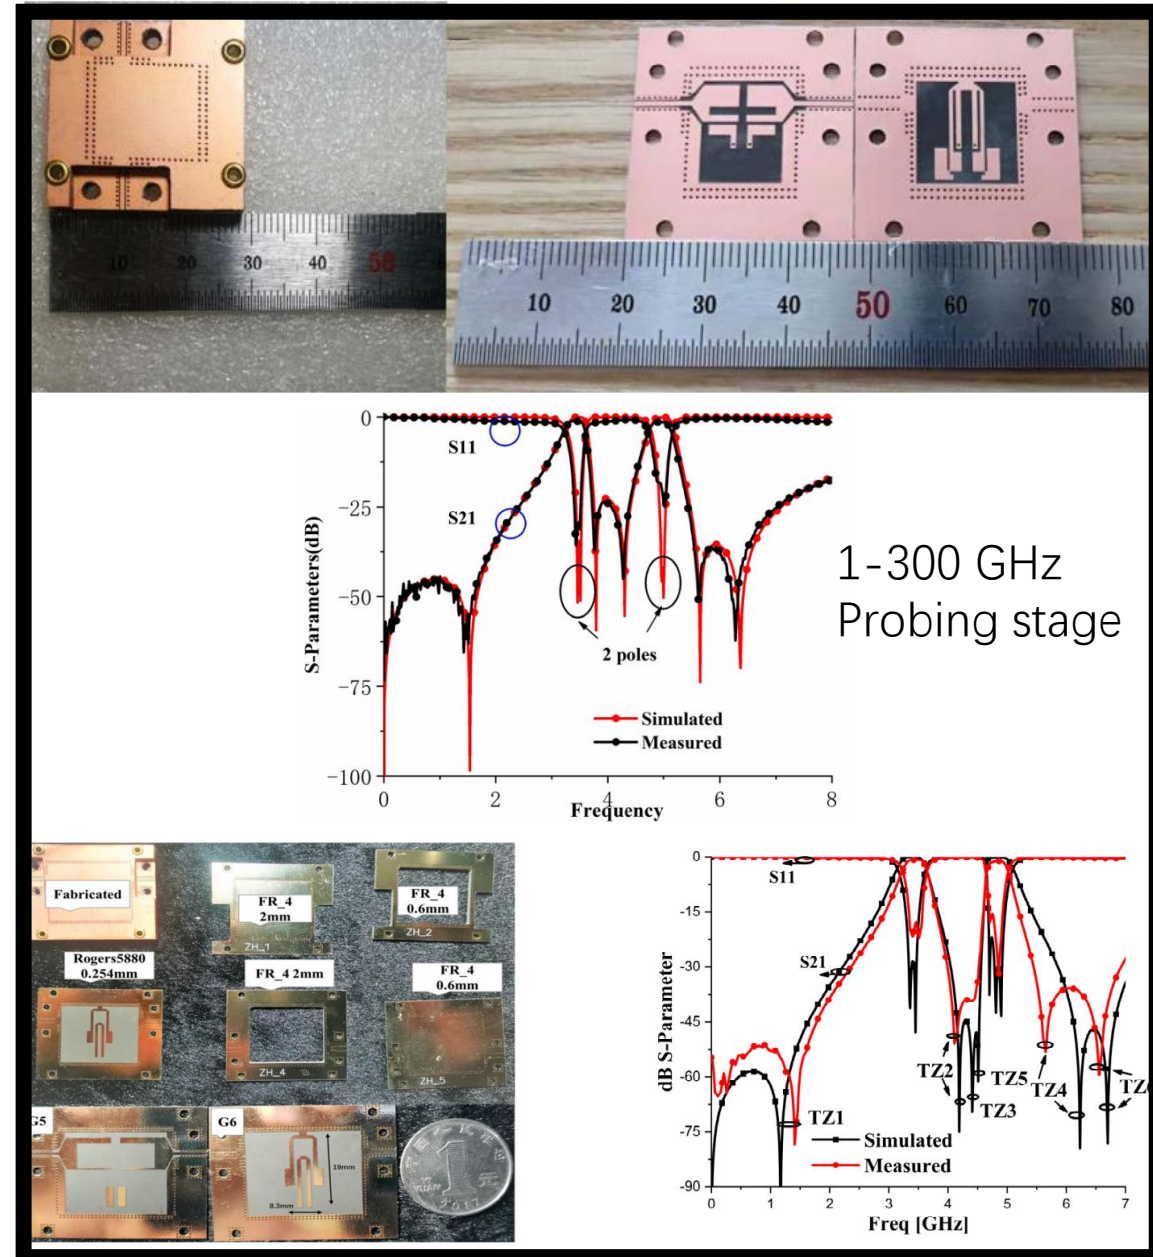 10 20 30 40 50
10 20 30 40 50 60 70 80
0
−25
−50
−75
−100
S-Parameters(dB)
S11
S21
2 poles
Simulated
Measured
0 2 4 6 8
Frequency
1-300 GHz
Probing stage
Fabricated
FR_4
2mm
ZH_1
FR_4
0.6mm
ZH_2
Rogers5880
0.254mm
FR_4 2mm
ZH_4
FR_4
0.6mm
ZH_5
G5
G6
19mm
8.3mm
1
YUAN
2017
0
-15
-30
-45
-60
-75
-90
dB S-Parameter
S11
S21
TZ1
TZ2
TZ5
TZ3
TZ4
Simulated
Measured
0 1 2 3 4 5 6 7
Freq [GHz]